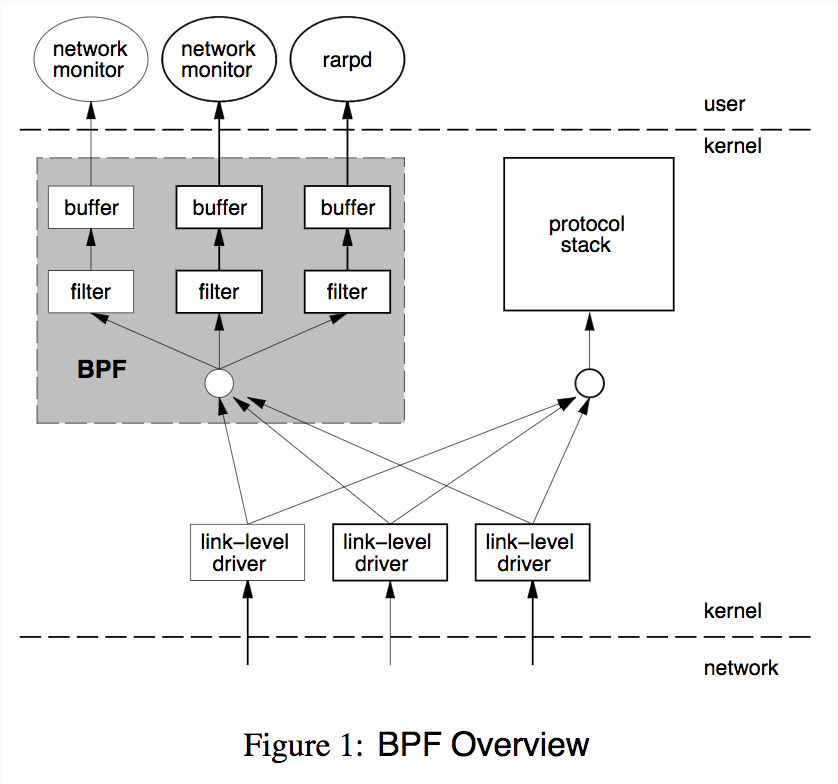 network
monitor
network
monitor
rarpd
user
kernel
buffer
buffer
buffer
protocol
stack
filter
filter
filter
BPF
link–level
driver
link–level
driver
link–level
driver
kernel
network
Figure 1: BPF Overview